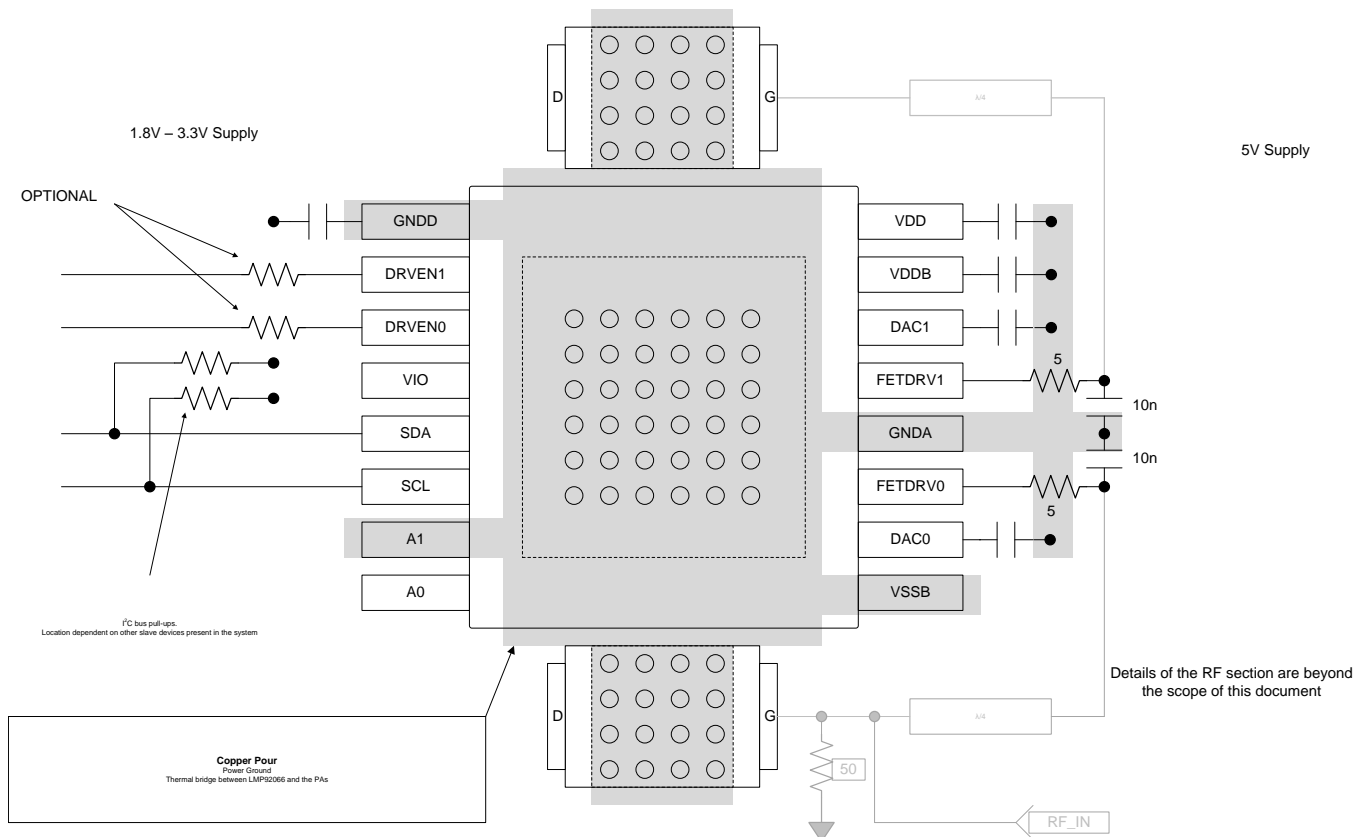 D
G
λ/4
1.8V – 3.3V Supply
5V Supply
OPTIONAL
GNDD
VDD
DRVEN1
VDDB
DRVEN0
DAC1
VIO
FETDRV1
5
10n
SDA
GNDA
10n
SCL
FETDRV0
5
A1
DAC0
A0
VSSB
I²C bus pull-ups.
Location dependent on other slave devices present in the system
Details of the RF section are beyond
the scope of this document
D
G
λ/4
Copper Pour
Power Ground
Thermal bridge between LMP92066 and the PAs
50
RF_IN